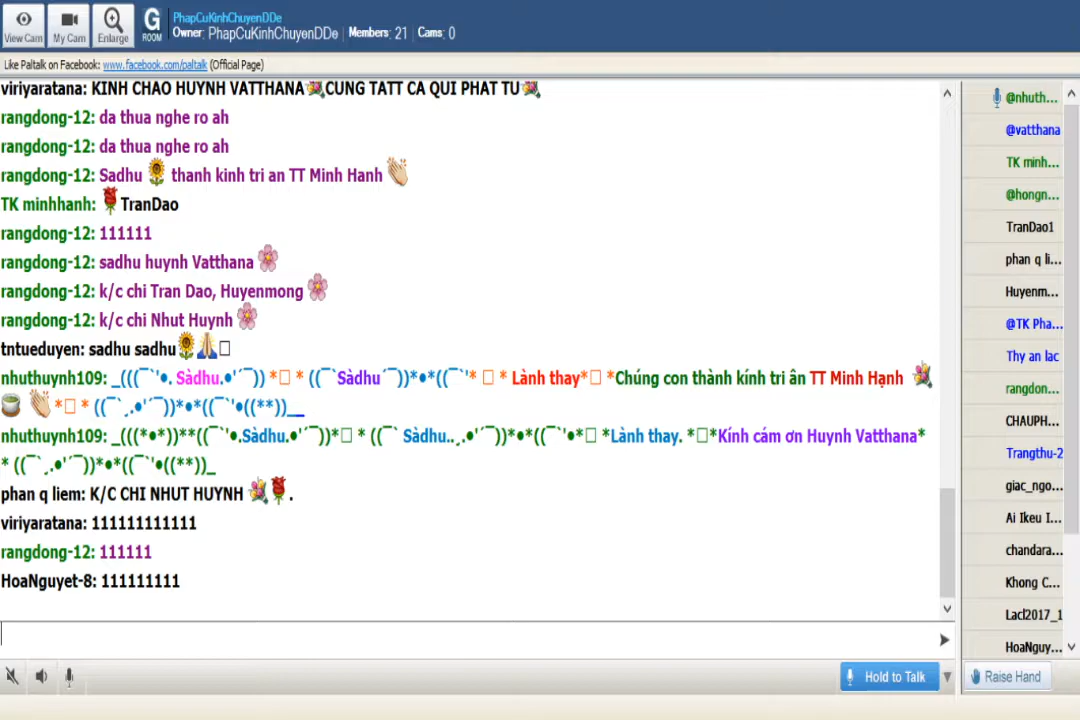 View Cam
My Cam
Enlarge
G
ROOM
PhapCuKinhChuyenDDe
Owner: PhapCuKinhChuyenDDe Members: 21 Cams: 0
Like Paltalk on Facebook: www.facebook.com/paltalk (Official Page)
viriyaratana: KINH CHAO HUYNH VATTHANA CUNG TATT CA QUI PHAT TU
rangdong-12: da thua nghe ro ah
rangdong-12: da thua nghe ro ah
rangdong-12: Sadhu thanh kinh tri an TT Minh Hanh
TK minhhanh: TranDao
rangdong-12: 111111
rangdong-12: sadhu huynh Vatthana
rangdong-12: k/c chi Tran Dao, Huyenmong
rangdong-12: k/c chi Nhut Huynh
tntueduyen: sadhu sadhu
nhuthuynh109: _(((¯`'•. Sàdhu.•'´¯)) *□ * ((¯`Sàdhu´¯))*•*((¯`'* □ * Lành thay*□ *Chúng con thành kính tri ân TT Minh Hạnh
*□ * ((¯`¸.•'´¯))*•*((¯`'•((**))__
nhuthuynh109: _(((*•*))**((¯`'•.Sàdhu.•'´¯))*□ * ((¯` Sàdhu..¸.•'´¯))*•*((¯`'•*□ *Lành thay. *□*Kính cám ơn Huynh Vatthana*
* ((¯`¸.•'´¯))*•*((¯`'•((**))_
phan q liem: K/C CHI NHUT HUYNH .
viriyaratana: 111111111111
rangdong-12: 111111
HoaNguyet-8: 111111111
Hold to Talk
@nhuth...
@vatthana
TK minh...
@hongn...
TranDao1
phan q li...
Huyenm...
@TK Pha...
Thy an lac
rangdon...
CHAUPH...
Trangthu-2
giac_ngo...
Ai Ikeu I...
chandara...
Khong C...
Lacl2017_1
HoaNguy...
Raise Hand